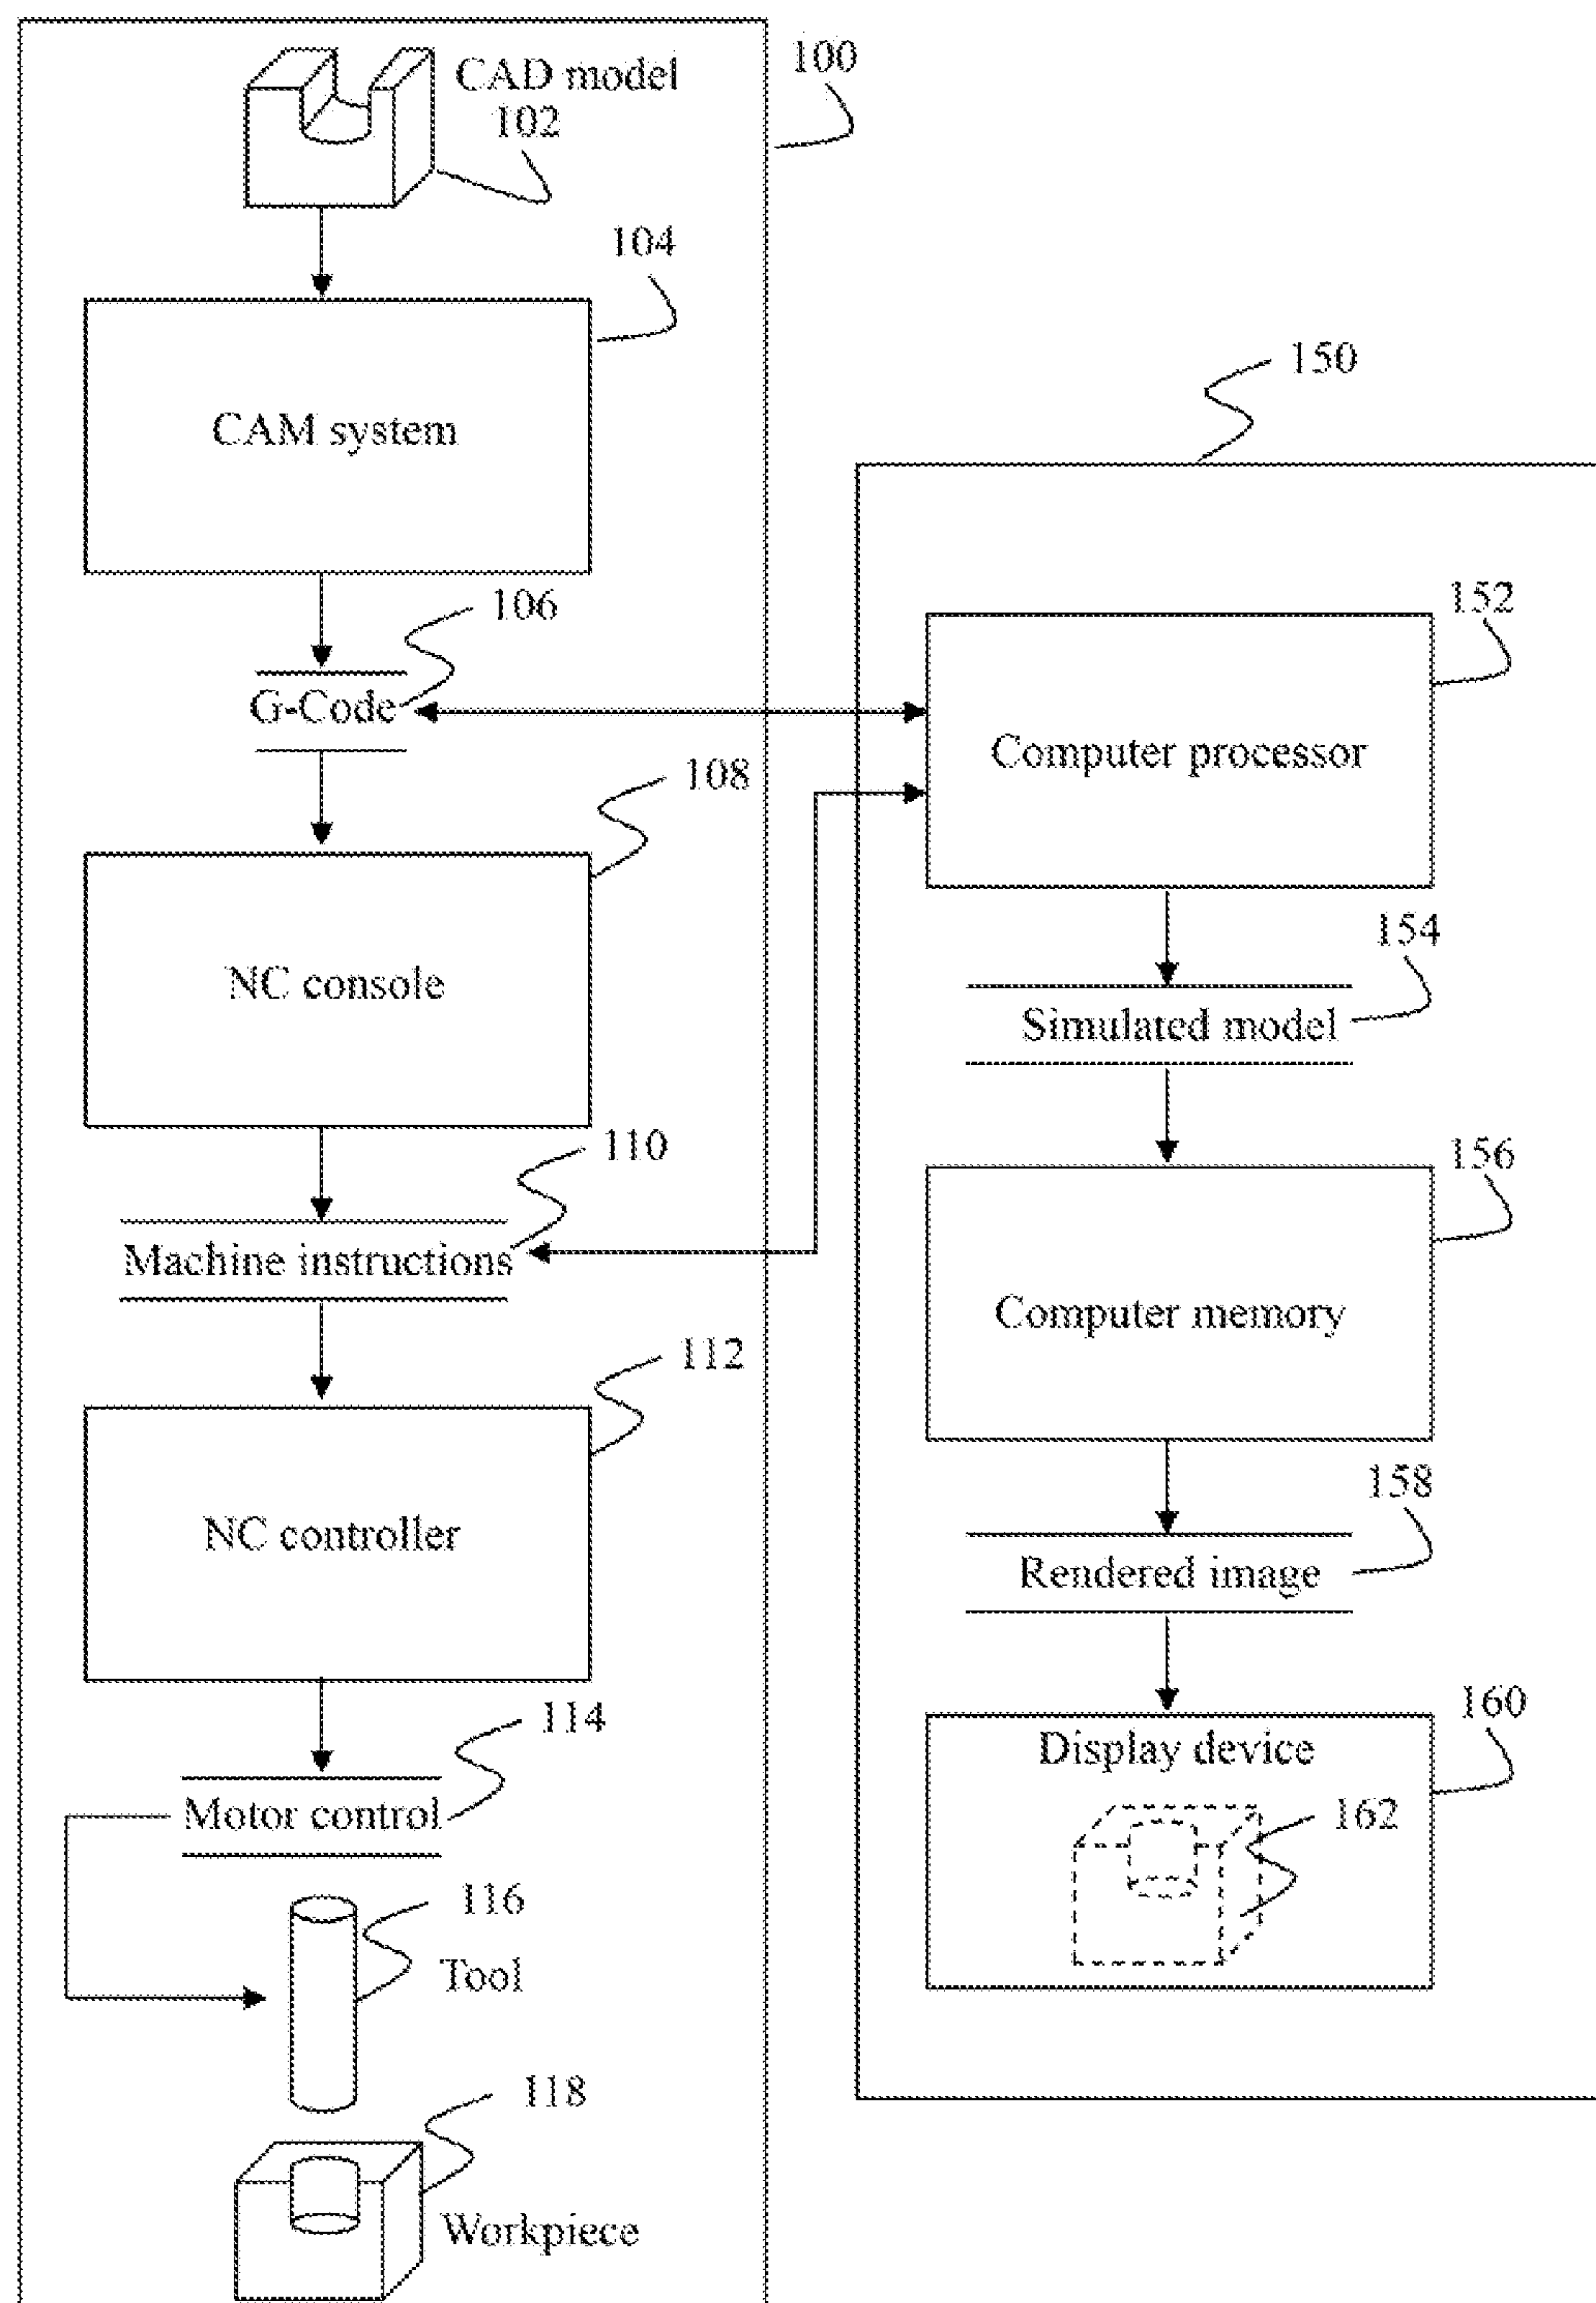 CAD model
102
100
104
CAM system
106
G-Code
108
NC console
110
Machine instructions
112
NC controller
114
Motor control
116
Tool
118
Workpiece
150
152
Computer processor
154
Simulated model
156
Computer memory
158
Rendered image
160
Display device
162